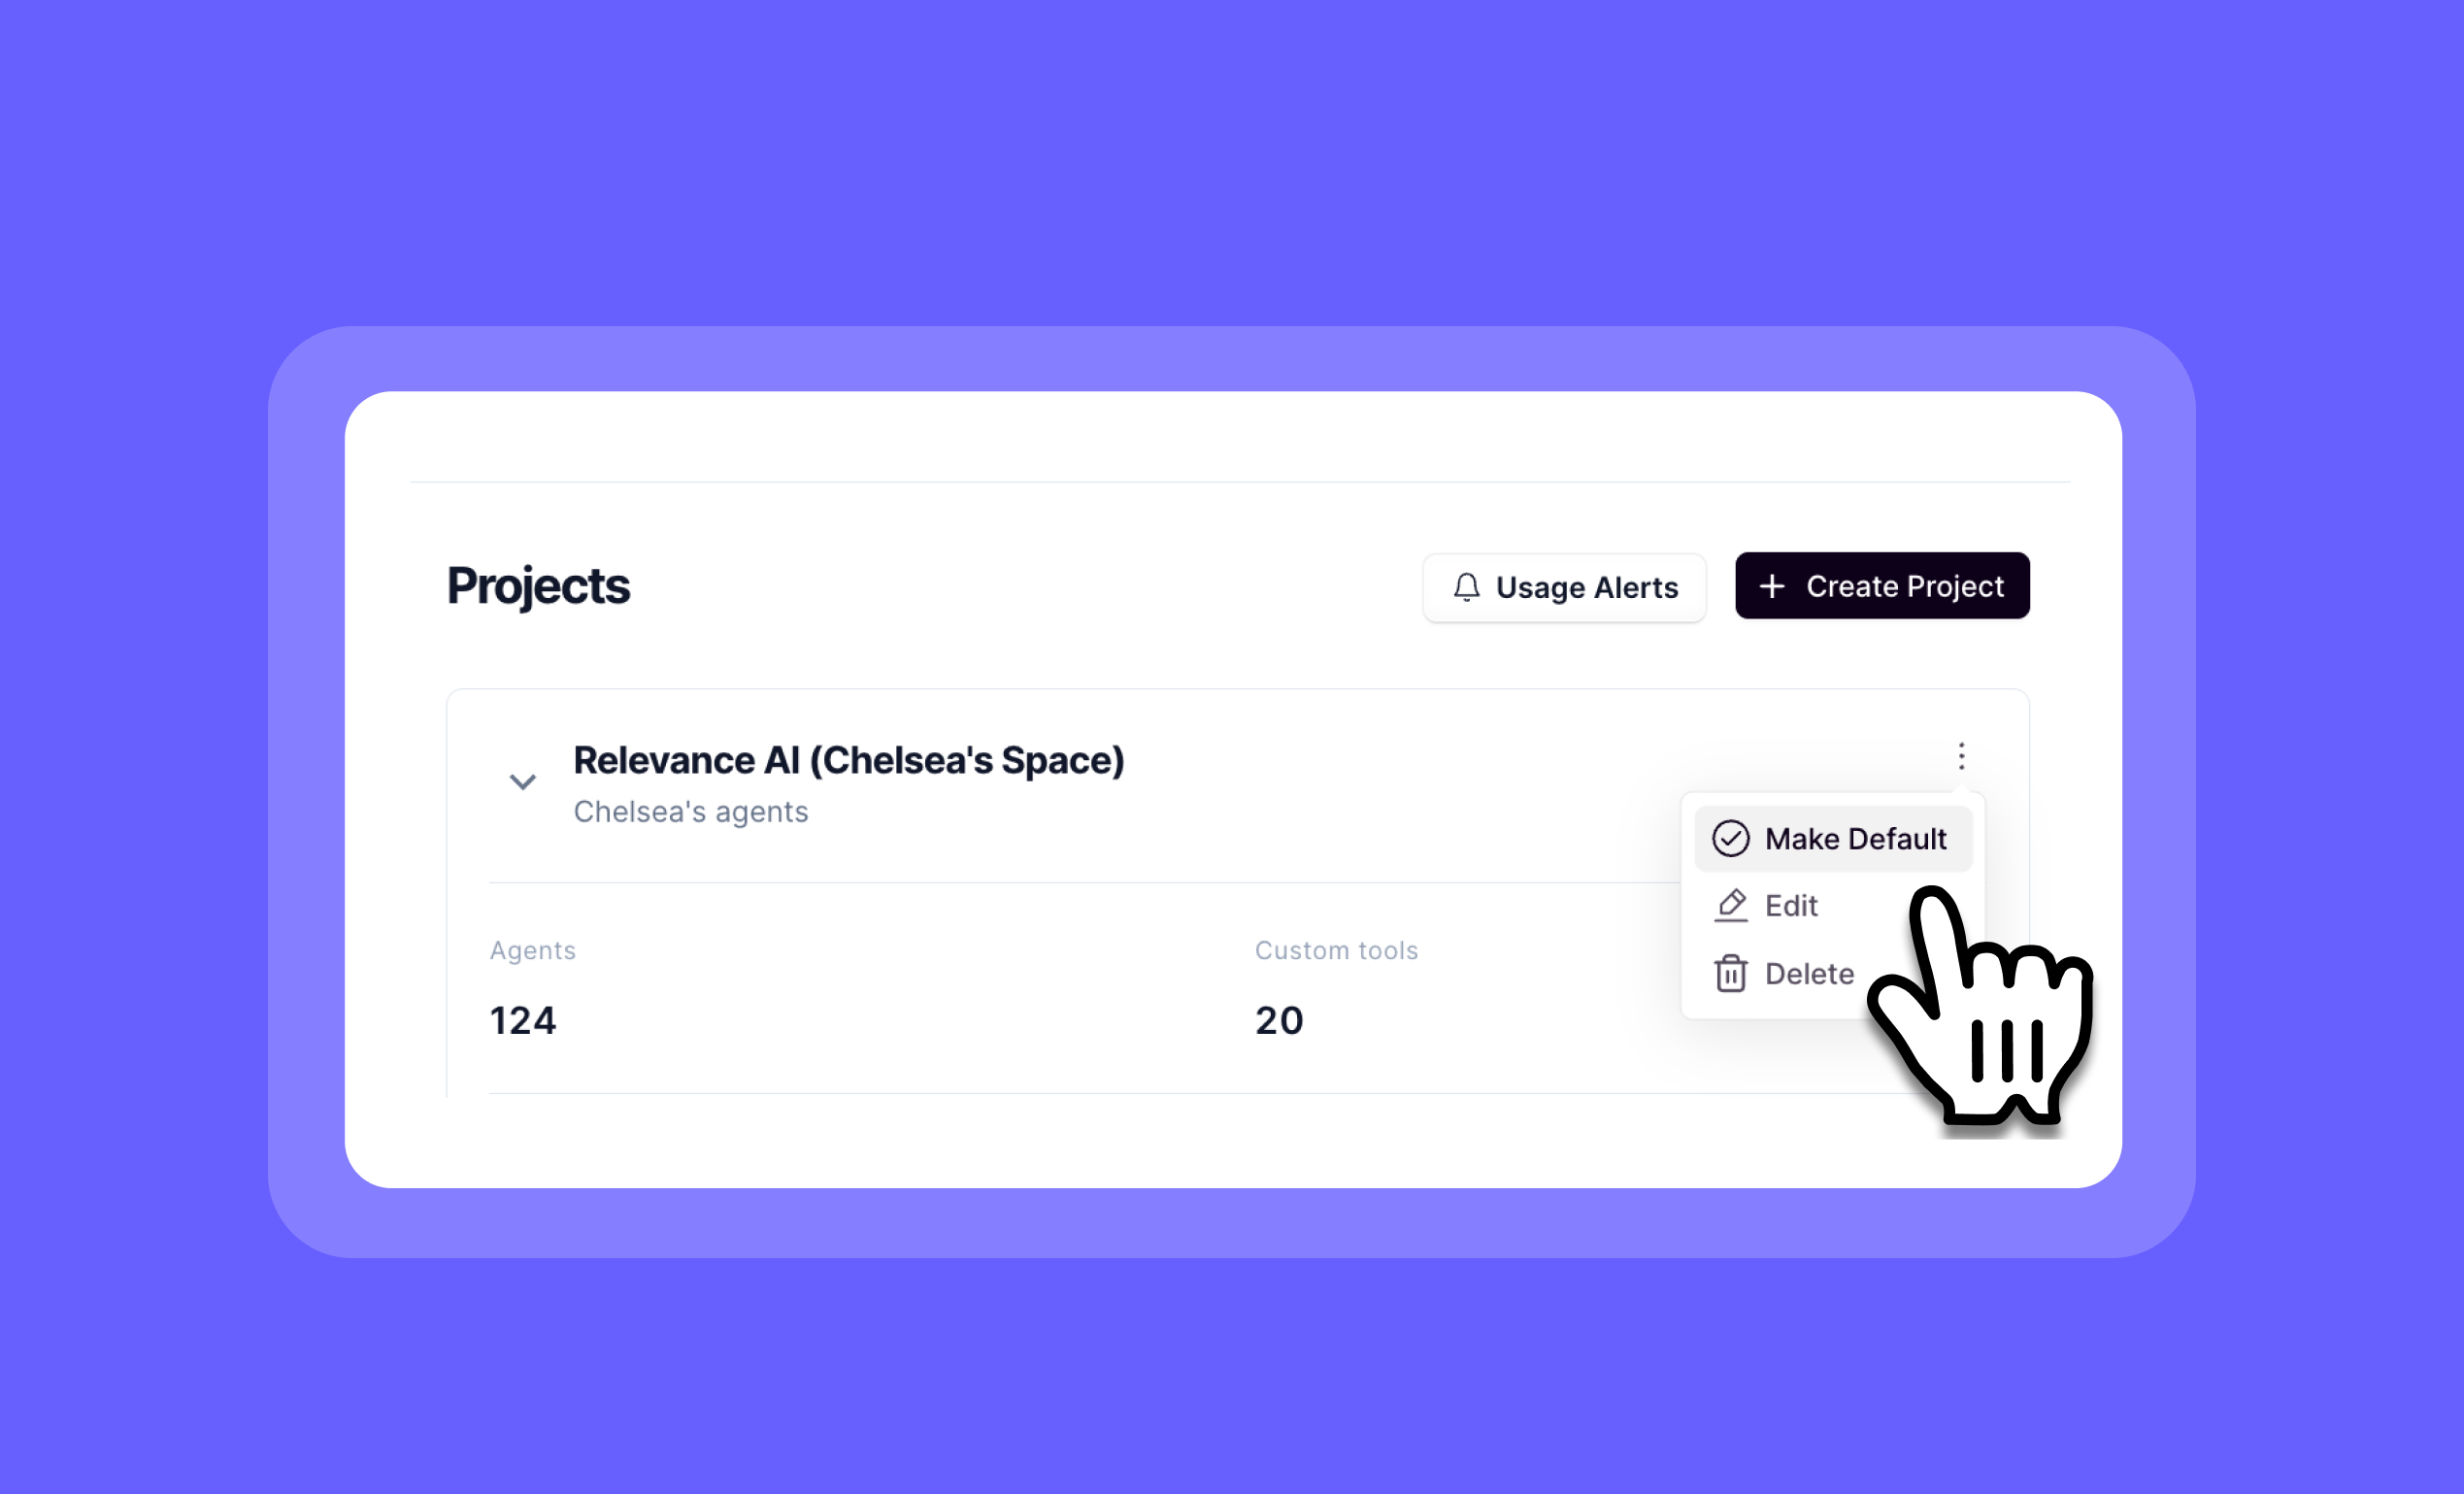 Projects
Usage Alerts
Create Project
Relevance AI (Chelsea's Space)
Chelsea's agents
Make Default
Edit
Delete
Agents
Custom tools
124
20